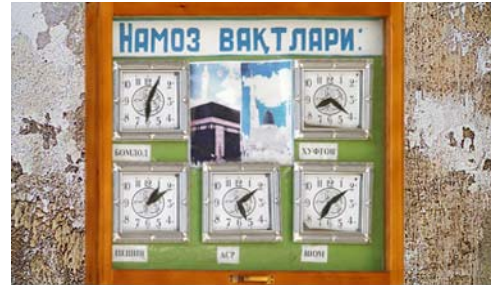 НАМОЗ ВАҚТЛАРИ:
БОМДОД
ХУФТОН
ПЕШИН
АСР
ШОМ